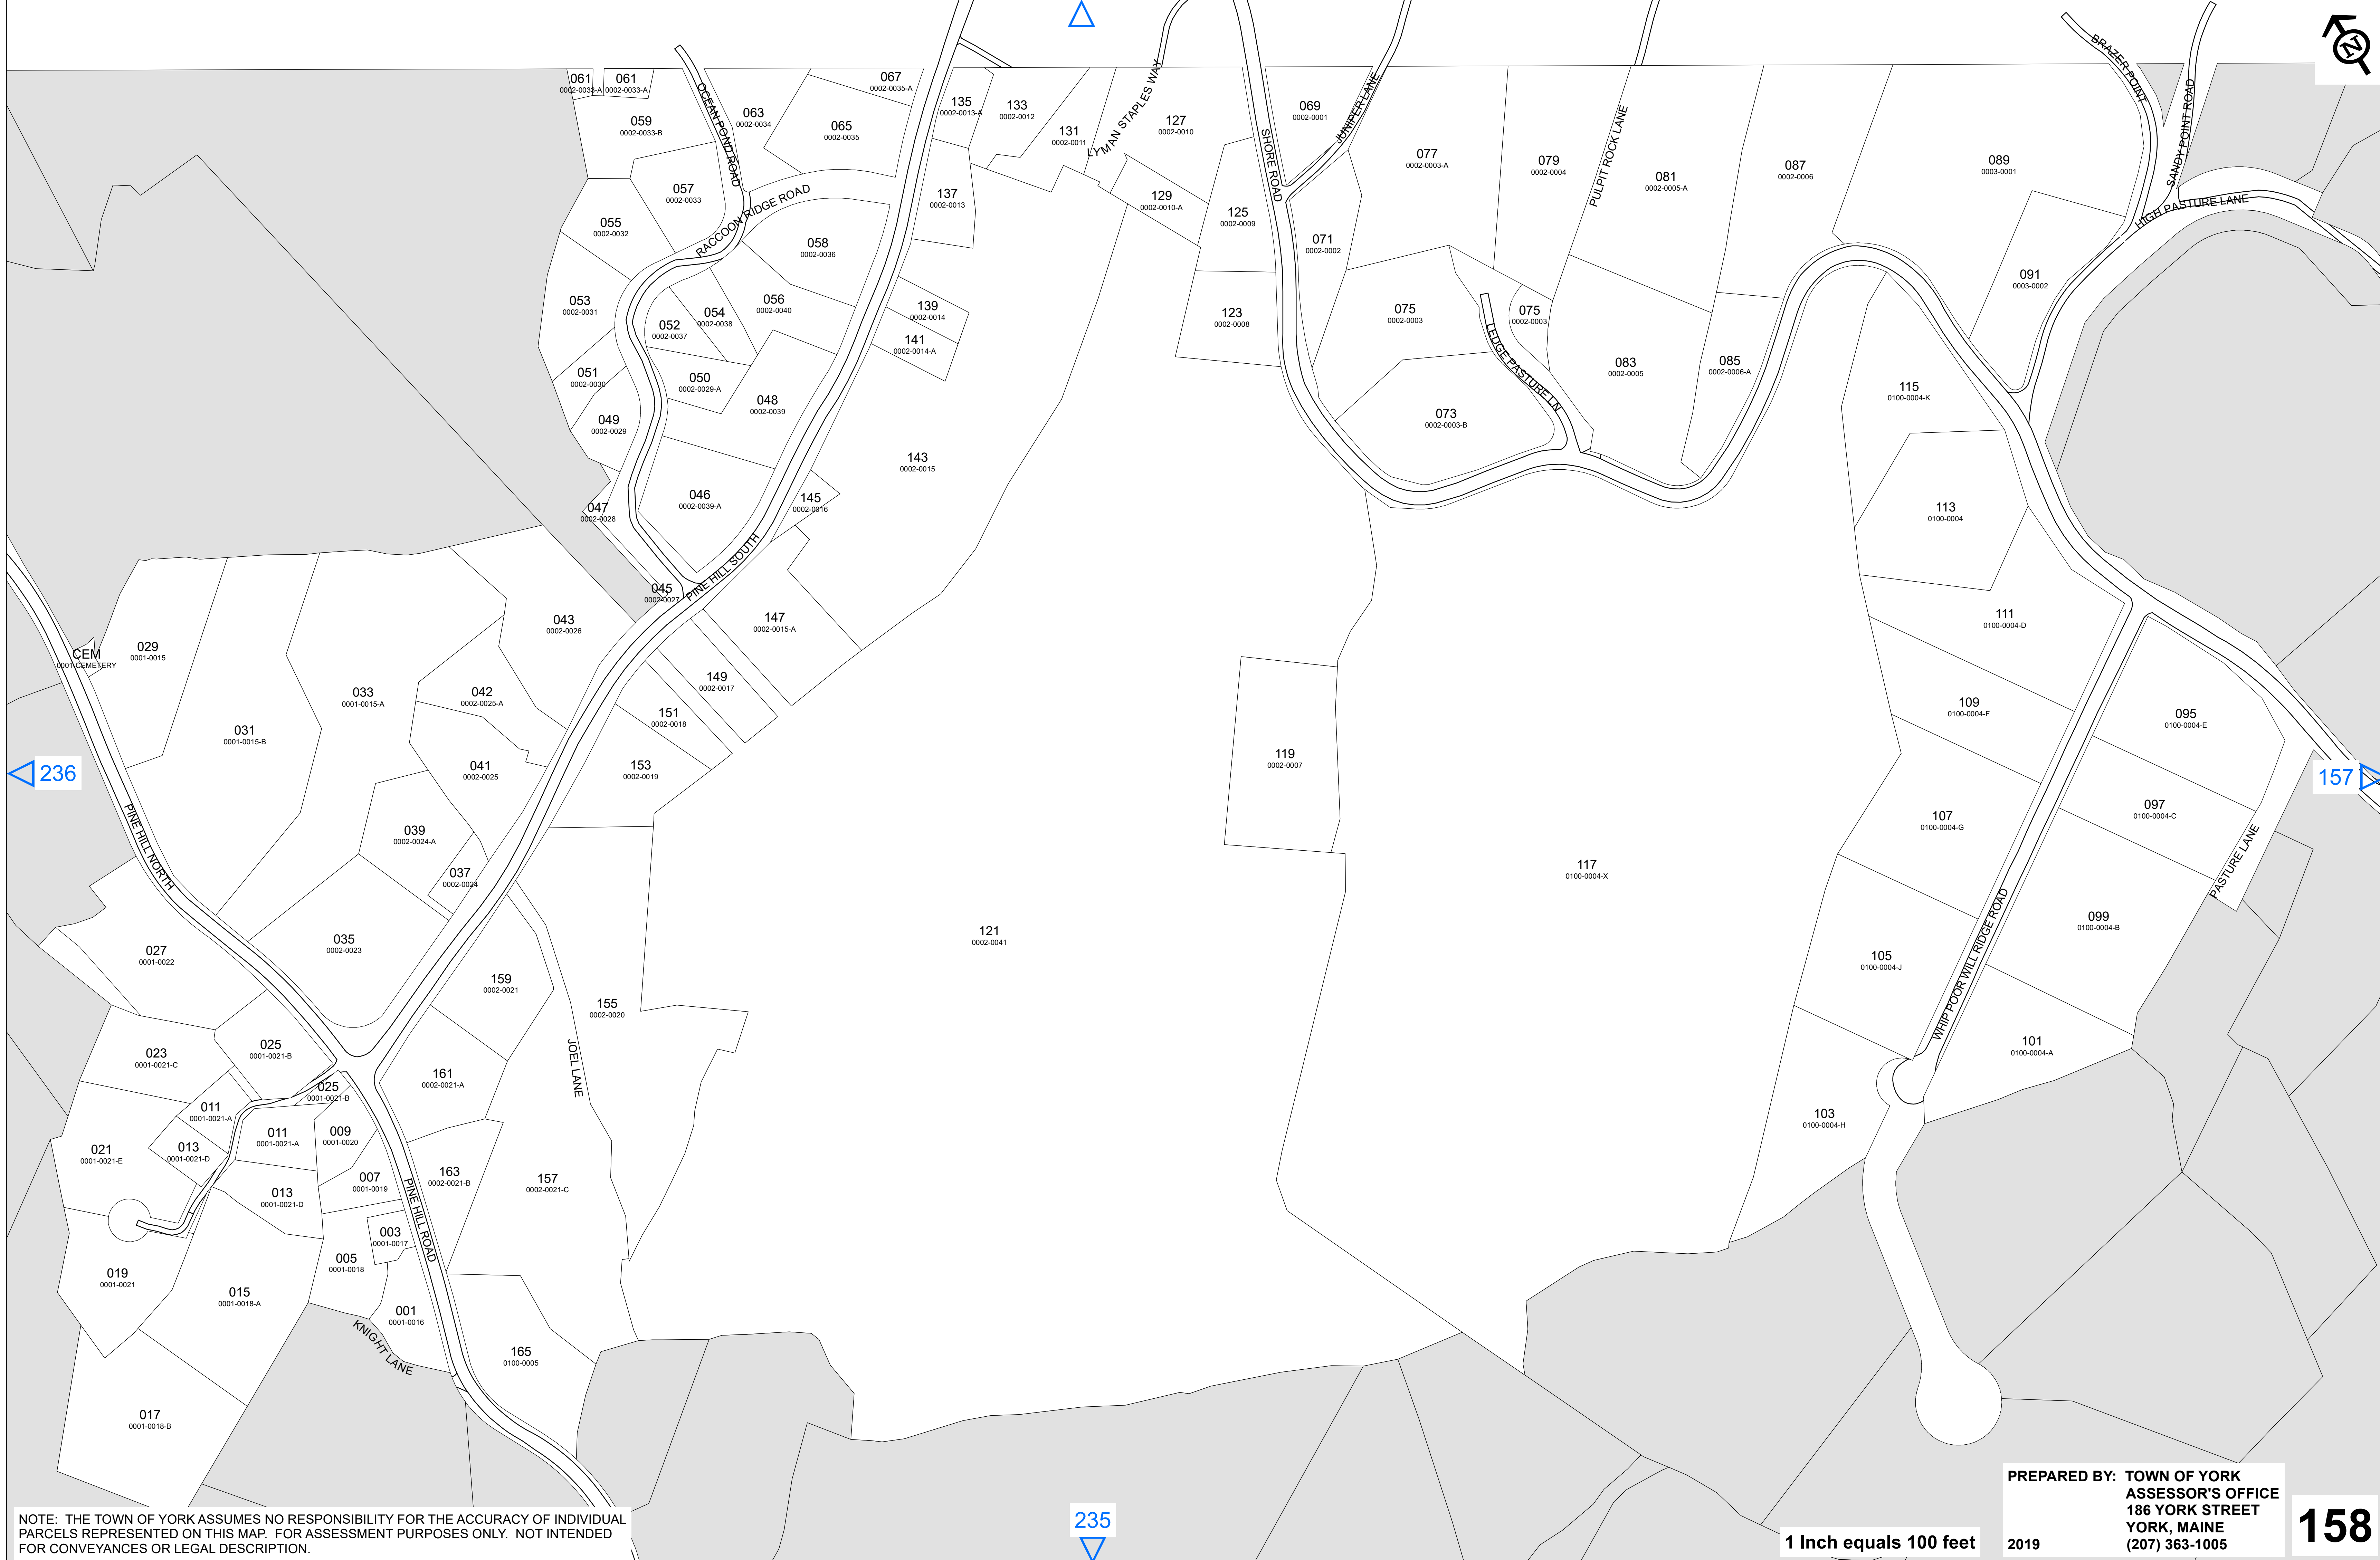 061
0002-0033-A
061
0002-0033-A
059
0002-0033-B
OCEAN POND ROAD
063
0002-0034
067
0002-0035-A
065
0002-0035
135
0002-0013-A
133
0002-0012
131
0002-0011
LYMAN STAPLES WAY
127
0002-0010
SHORE ROAD
069
0002-0001
JUNIPER LANE
077
0002-0003-A
079
0002-0004
PULPIT ROCK LANE
081
0002-0005-A
087
0002-0006
089
0003-0001
BRAZER POINT
SANDY POINT ROAD
HIGH PASTURE LANE
N
057
0002-0033
RACCOON RIDGE ROAD
137
0002-0013
129
0002-0010-A
125
0002-0009
055
0002-0032
058
0002-0036
071
0002-0002
091
0003-0002
053
0002-0031
052
0002-0037
054
0002-0038
056
0002-0040
139
0002-0014
141
0002-0014-A
123
0002-0008
075
0002-0003
075
0002-0003
LEDGE PASTURE LN
083
0002-0005
085
0002-0006-A
051
0002-0030
050
0002-0029-A
048
0002-0039
049
0002-0029
073
0002-0003-B
115
0100-0004-K
143
0002-0015
047
0002-0028
046
0002-0039-A
145
0002-0016
113
0100-0004
045
0002-0027
PINE HILL SOUTH
043
0002-0026
147
0002-0015-A
111
0100-0004-D
CEM
0001-CEMETERY
029
0001-0015
033
0001-0015-A
042
0002-0025-A
149
0002-0017
151
0002-0018
109
0100-0004-F
095
0100-0004-E
031
0001-0015-B
041
0002-0025
153
0002-0019
119
0002-0007
236
157
PINE HILL NORTH
039
0002-0024-A
037
0002-0024
107
0100-0004-G
097
0100-0004-C
PASTURE LANE
117
0100-0004-X
027
0001-0022
035
0002-0023
121
0002-0041
099
0100-0004-B
WHIP POOR WILL RIDGE ROAD
159
0002-0021
155
0002-0020
105
0100-0004-J
023
0001-0021-C
025
0001-0021-B
025
0001-0021-B
161
0002-0021-A
JOEL LANE
101
0100-0004-A
011
0001-0021-A
011
0001-0021-A
009
0001-0020
103
0100-0004-H
021
0001-0021-E
013
0001-0021-D
013
0001-0021-D
007
0001-0019
163
0002-0021-B
157
0002-0021-C
PINE HILL ROAD
003
0001-0017
005
0001-0018
019
0001-0021
015
0001-0018-A
001
0001-0016
KNIGHT LANE
165
0100-0005
017
0001-0018-B
235
NOTE: THE TOWN OF YORK ASSUMES NO RESPONSIBILITY FOR THE ACCURACY OF INDIVIDUAL
PARCELS REPRESENTED ON THIS MAP. FOR ASSESSMENT PURPOSES ONLY. NOT INTENDED
FOR CONVEYANCES OR LEGAL DESCRIPTION.
1 Inch equals 100 feet
PREPARED BY: TOWN OF YORK
ASSESSOR'S OFFICE
186 YORK STREET
YORK, MAINE
2019 (207) 363-1005
158